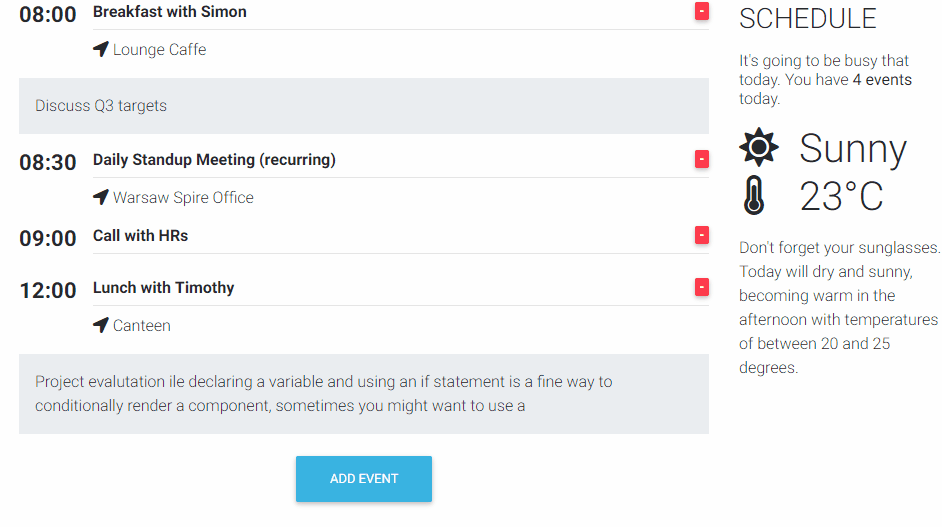 08:00 Breakfast with Simon -
Lounge Caffe
Discuss Q3 targets
08:30 Daily Standup Meeting (recurring) -
Warsaw Spire Office
09:00 Call with HRs -
12:00 Lunch with Timothy -
Canteen
Project evalutation ile declaring a variable and using an if statement is a fine way to
conditionally render a component, sometimes you might want to use a
ADD EVENT
SCHEDULE
It's going to be busy that
today. You have 4 events
today.
Sunny
23°C
Don't forget your sunglasses.
Today will dry and sunny,
becoming warm in the
afternoon with temperatures
of between 20 and 25
degrees.